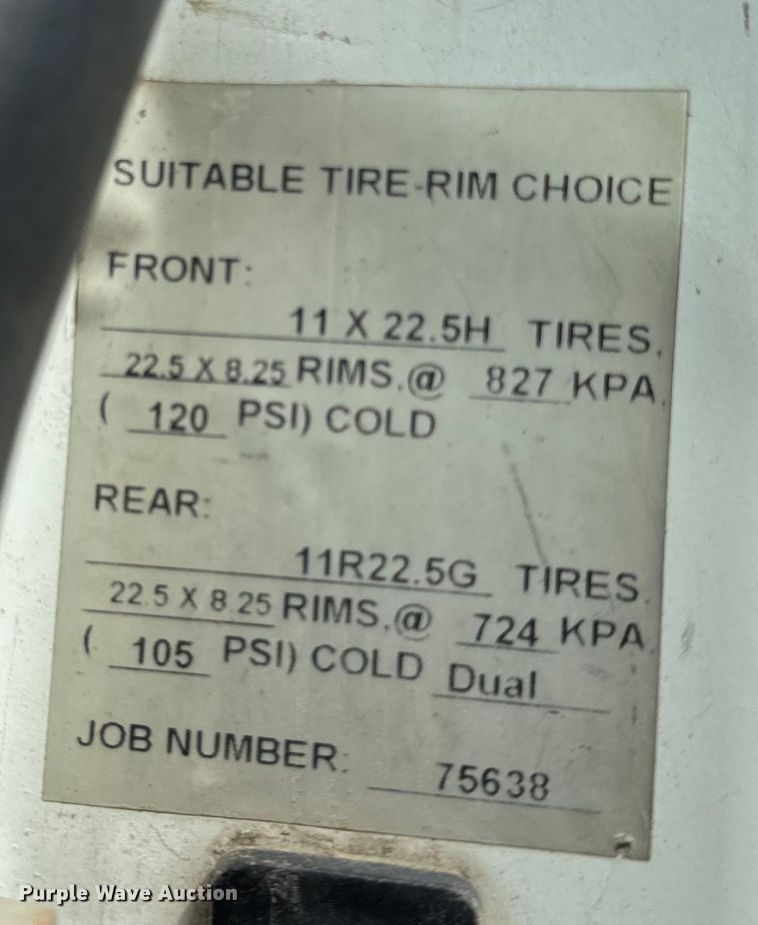 SUITABLE TIRE-RIM CHOICE
FRONT:
11 X 22.5H TIRES,
22.5 X 8.25 RIMS,@ 827 KPA,
( 120 PSI) COLD
REAR:
11R22.5G TIRES,
22.5 X 8.25 RIMS,@ 724 KPA,
( 105 PSI) COLD Dual
JOB NUMBER: 75638
Purple Wave Auction